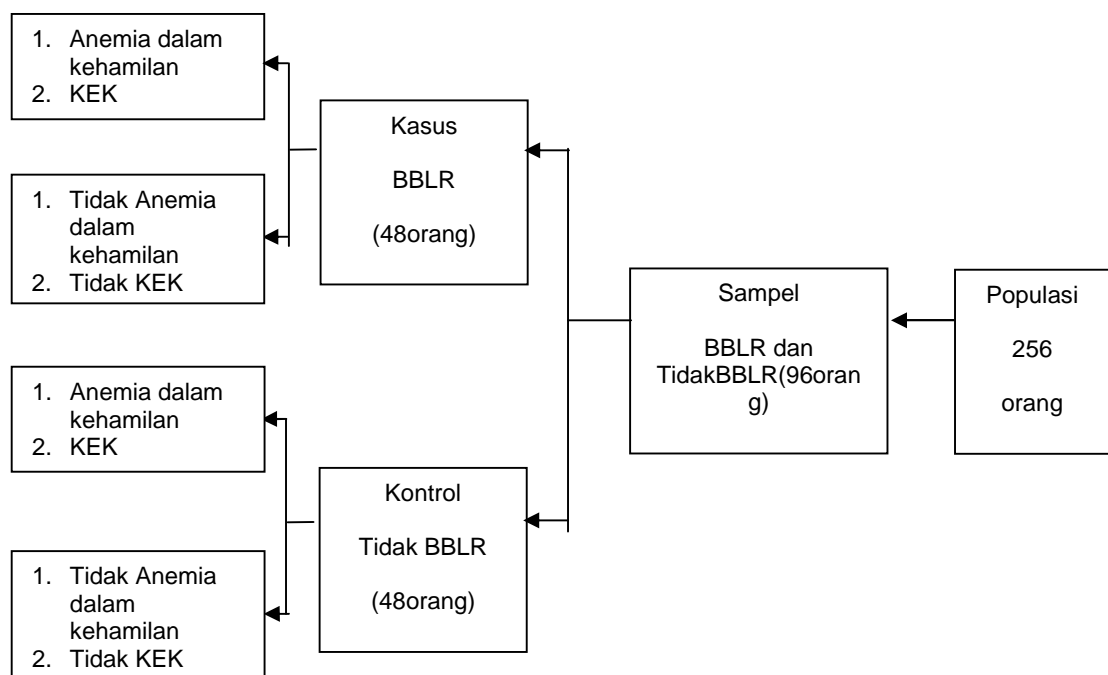 1. Anemia dalam
kehamilan
2. KEK
1. Tidak Anemia
dalam
kehamilan
2. Tidak KEK
Kasus
BBLR
(48orang)
Sampel
BBLR dan
TidakBBLR(96oran
g)
Populasi
256
orang
1. Anemia dalam
kehamilan
2. KEK
1. Tidak Anemia
dalam
kehamilan
2. Tidak KEK
Kontrol
Tidak BBLR
(48orang)